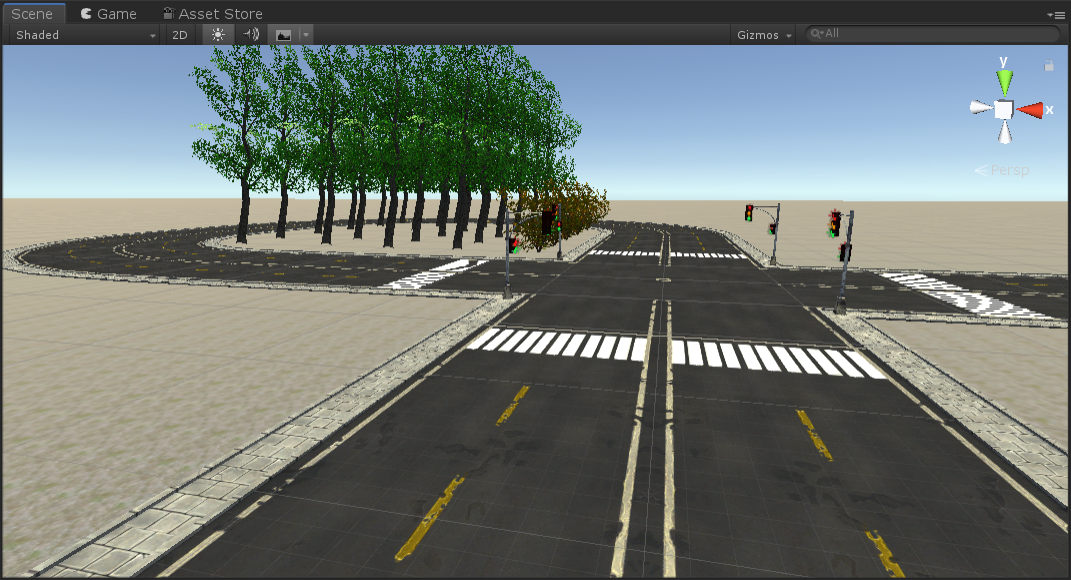 Scene Game Asset Store
Shaded 2D Gizmos All
y
x
Persp